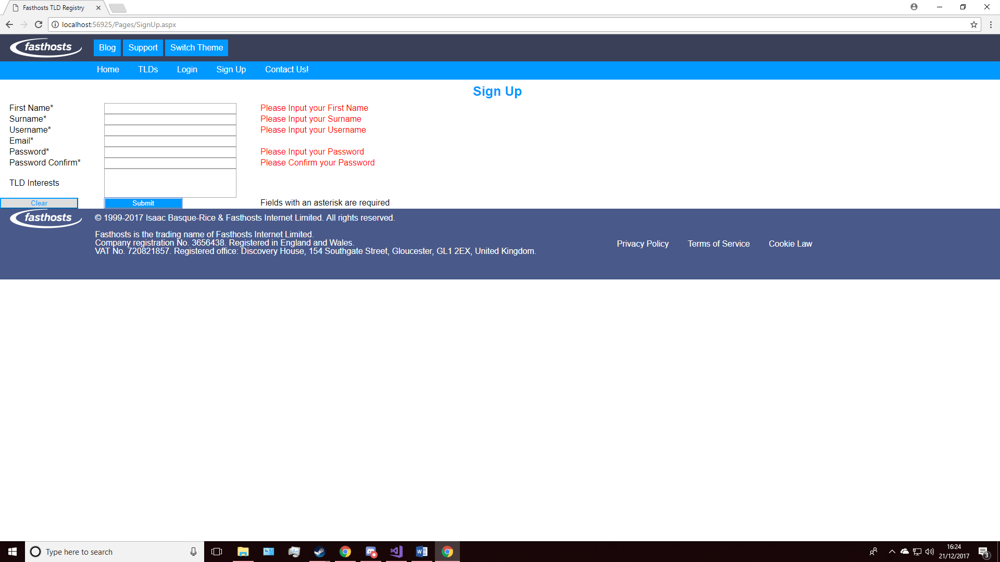 Fasthosts TLD Registry
localhost:56925/Pages/SignUp.aspx
fasthosts Blog Support Switch Theme
Home TLDs Login Sign Up Contact Us!
Sign Up
First Name* Please Input your First Name
Surname* Please Input your Surname
Username* Please Input your Username
Email*
Password* Please Input your Password
Password Confirm* Please Confirm your Password
TLD Interests
Clear Submit Fields with an asterisk are required
fasthosts © 1999-2017 Isaac Basque-Rice & Fasthosts Internet Limited. All rights reserved.
Fasthosts is the trading name of Fasthosts Internet Limited.
Company registration No. 3656438. Registered in England and Wales.
VAT No. 720821857. Registered office: Discovery House, 154 Southgate Street, Gloucester, GL1 2EX, United Kingdom.
Privacy Policy Terms of Service Cookie Law
Type here to search
16:24
21/12/2017
3